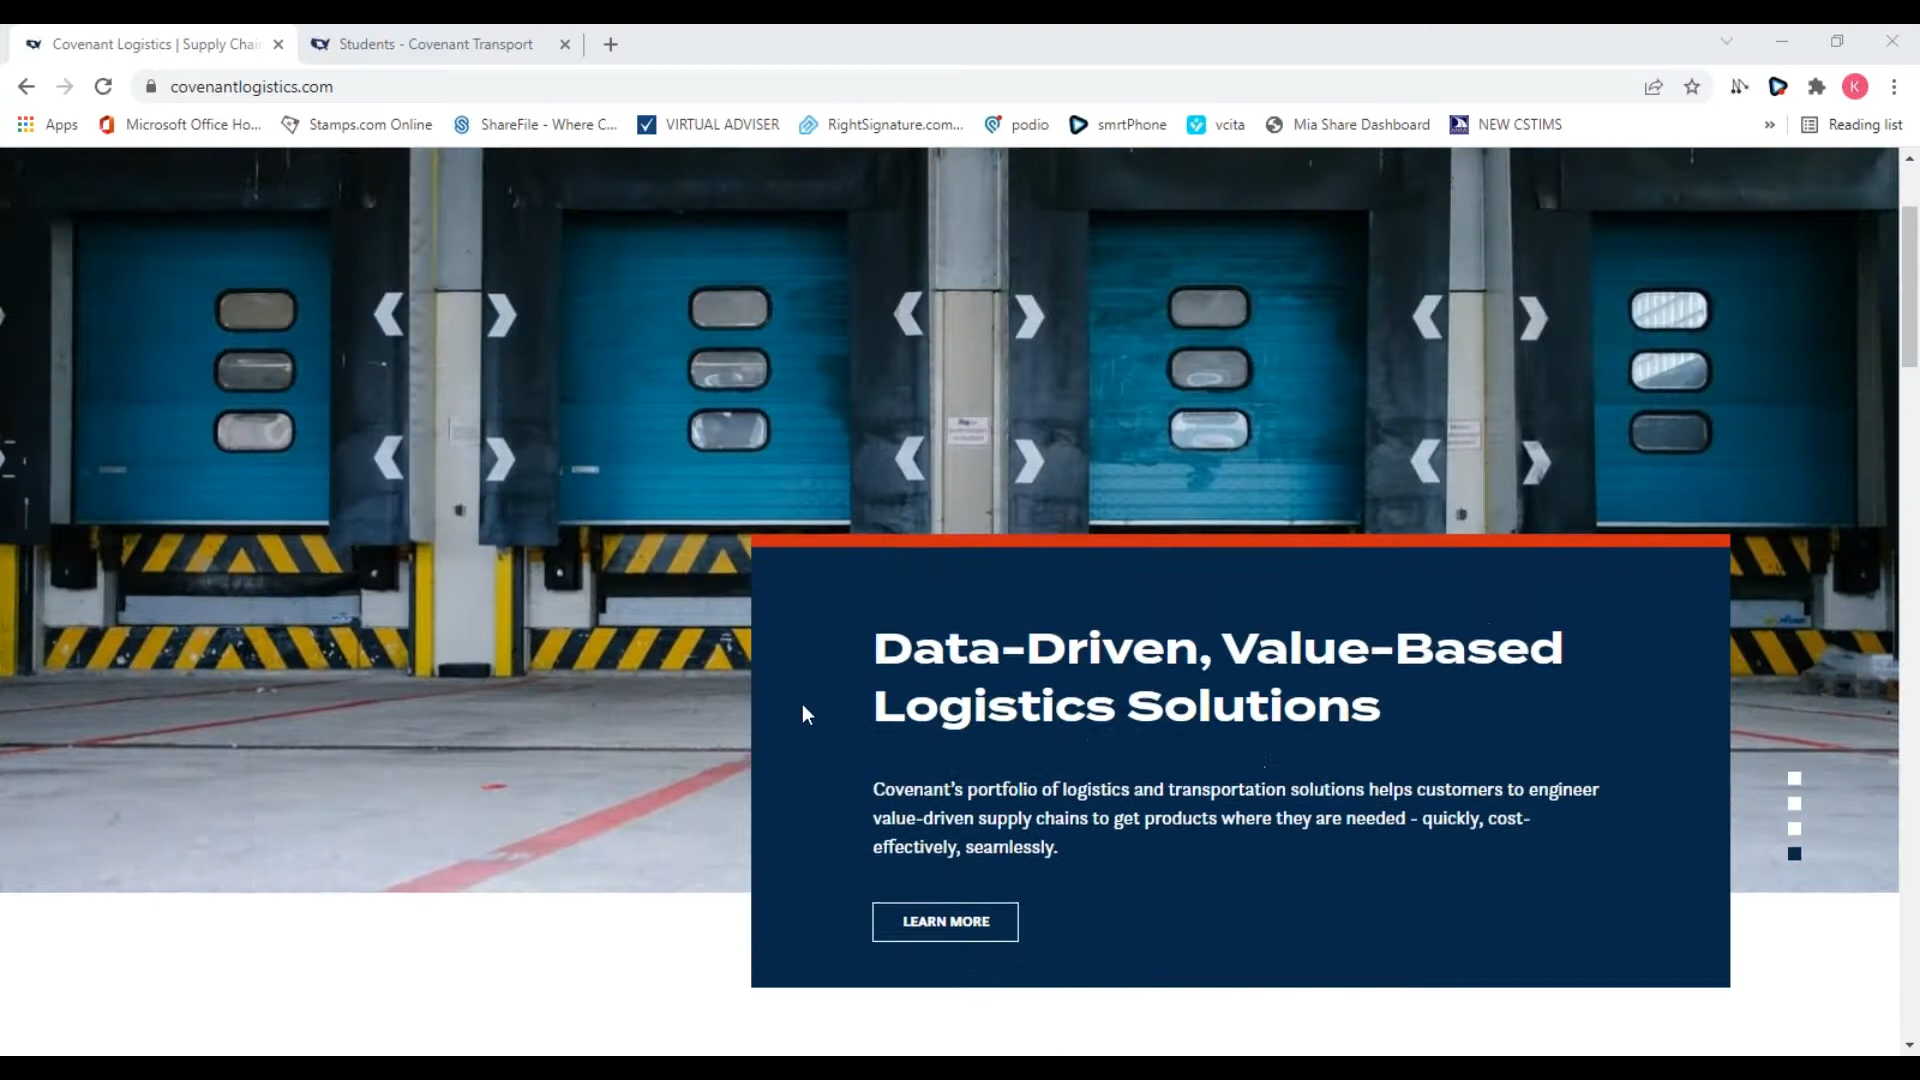 Covenant Logistics | Supply Chai
Students - Covenant Transport
covenantlogistics.com
K
Apps
Microsoft Office Ho...
Stamps.com Online
ShareFile - Where C...
VIRTUAL ADVISER
RightSignature.com...
podio
smrtPhone
vcita
Mia Share Dashboard
NEW CSTIMS
»
Reading list
Data-Driven, Value-Based
Logistics Solutions
Covenant's portfolio of logistics and transportation solutions helps customers to engineer
value-driven supply chains to get products where they are needed - quickly, cost-
effectively, seamlessly.
LEARN MORE